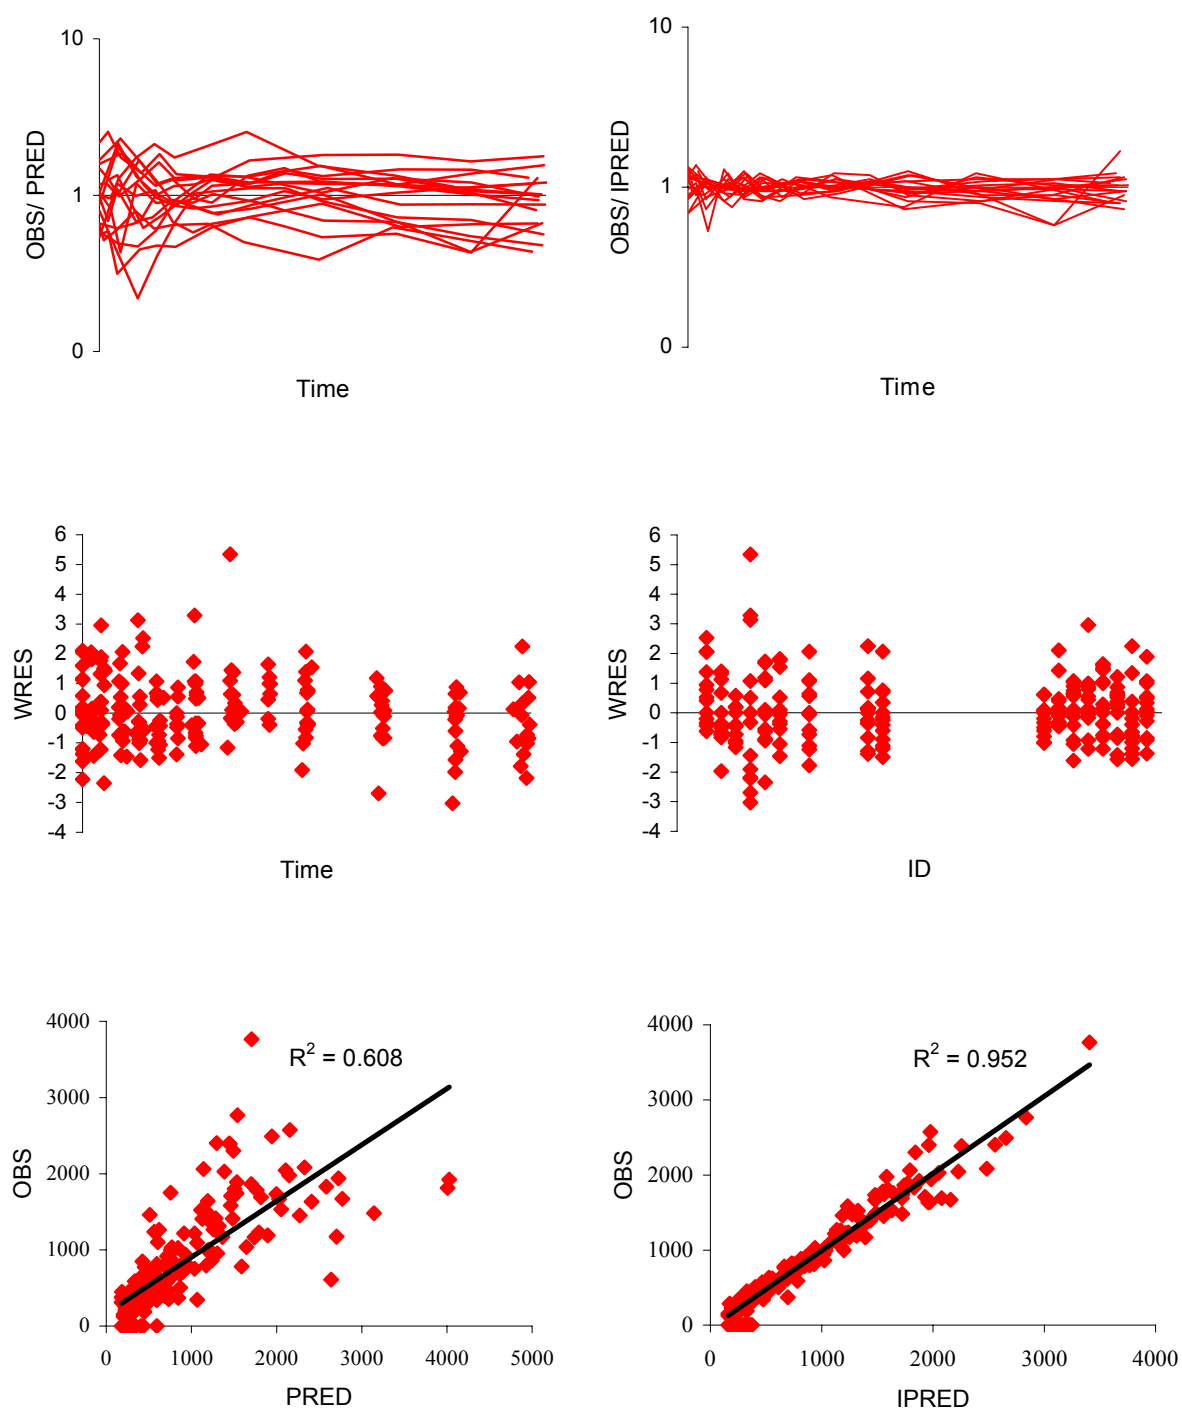 10
1
0
OBS/ PRED
Time
10
1
0
OBS/ IPRED
Time
6
5
4
3
2
1
0
-1
-2
-3
-4
WRES
Time
6
5
4
3
2
1
0
-1
-2
-3
-4
WRES
ID
4000
3000
2000
1000
0
OBS
R² = 0.608
0 1000 2000 3000 4000 5000
PRED
4000
3000
2000
1000
0
OBS
R² = 0.952
0 1000 2000 3000 4000
IPRED